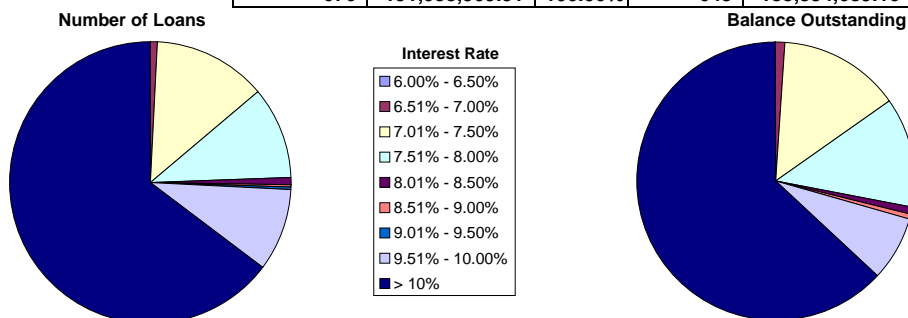 Number of Loans
Balance Outstanding
Interest Rate
6.00% - 6.50%
6.51% - 7.00%
7.01% - 7.50%
7.51% - 8.00%
8.01% - 8.50%
8.51% - 9.00%
9.01% - 9.50%
9.51% - 10.00%
> 10%